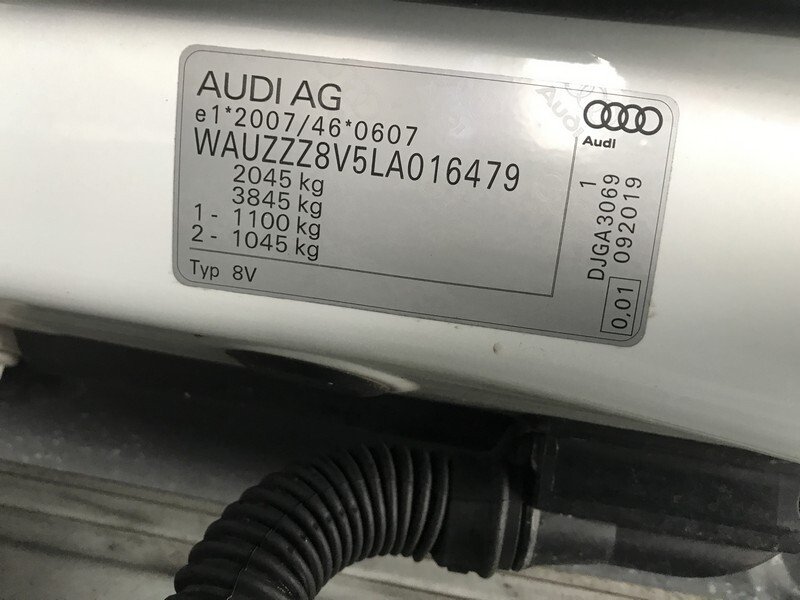 AUDI AG
e1*2007/46*0607
WAUZZZ8V5LA016479
2045 kg
3845 kg
1 - 1100 kg
2 - 1045 kg
Typ 8V
Audi
Audi
1
DJGA3069
092019
0,01